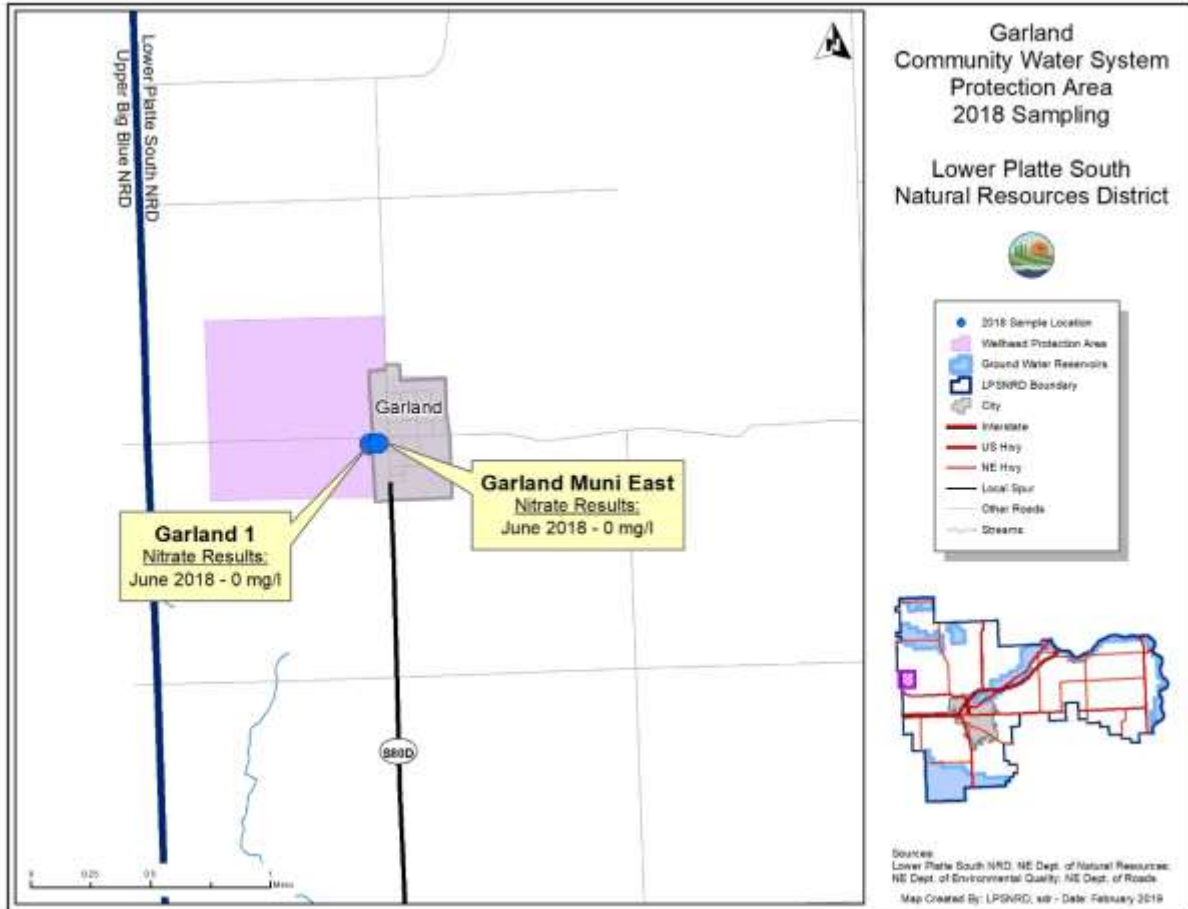 Lower Platte South NRD
Upper Big Blue NRD
N
Garland
Garland 1
Nitrate Results:
June 2018 - 0 mg/l
Garland Muni East
Nitrate Results:
June 2018 - 0 mg/l
S80D
0 0.25 0.5 1
Miles
Garland
Community Water System
Protection Area
2018 Sampling
Lower Platte South
Natural Resources District
2018 Sample Location
Wellhead Protection Area
Ground Water Reservoirs
LPSNRD Boundary
City
Interstate
US Hwy
NE Hwy
Local Spur
Other Roads
Streams
Sources:
Lower Platte South NRD; NE Dept. of Natural Resources;
NE Dept. of Environmental Quality; NE Dept. of Roads
Map Created By: LPSNRD, sdr - Date: February 2019